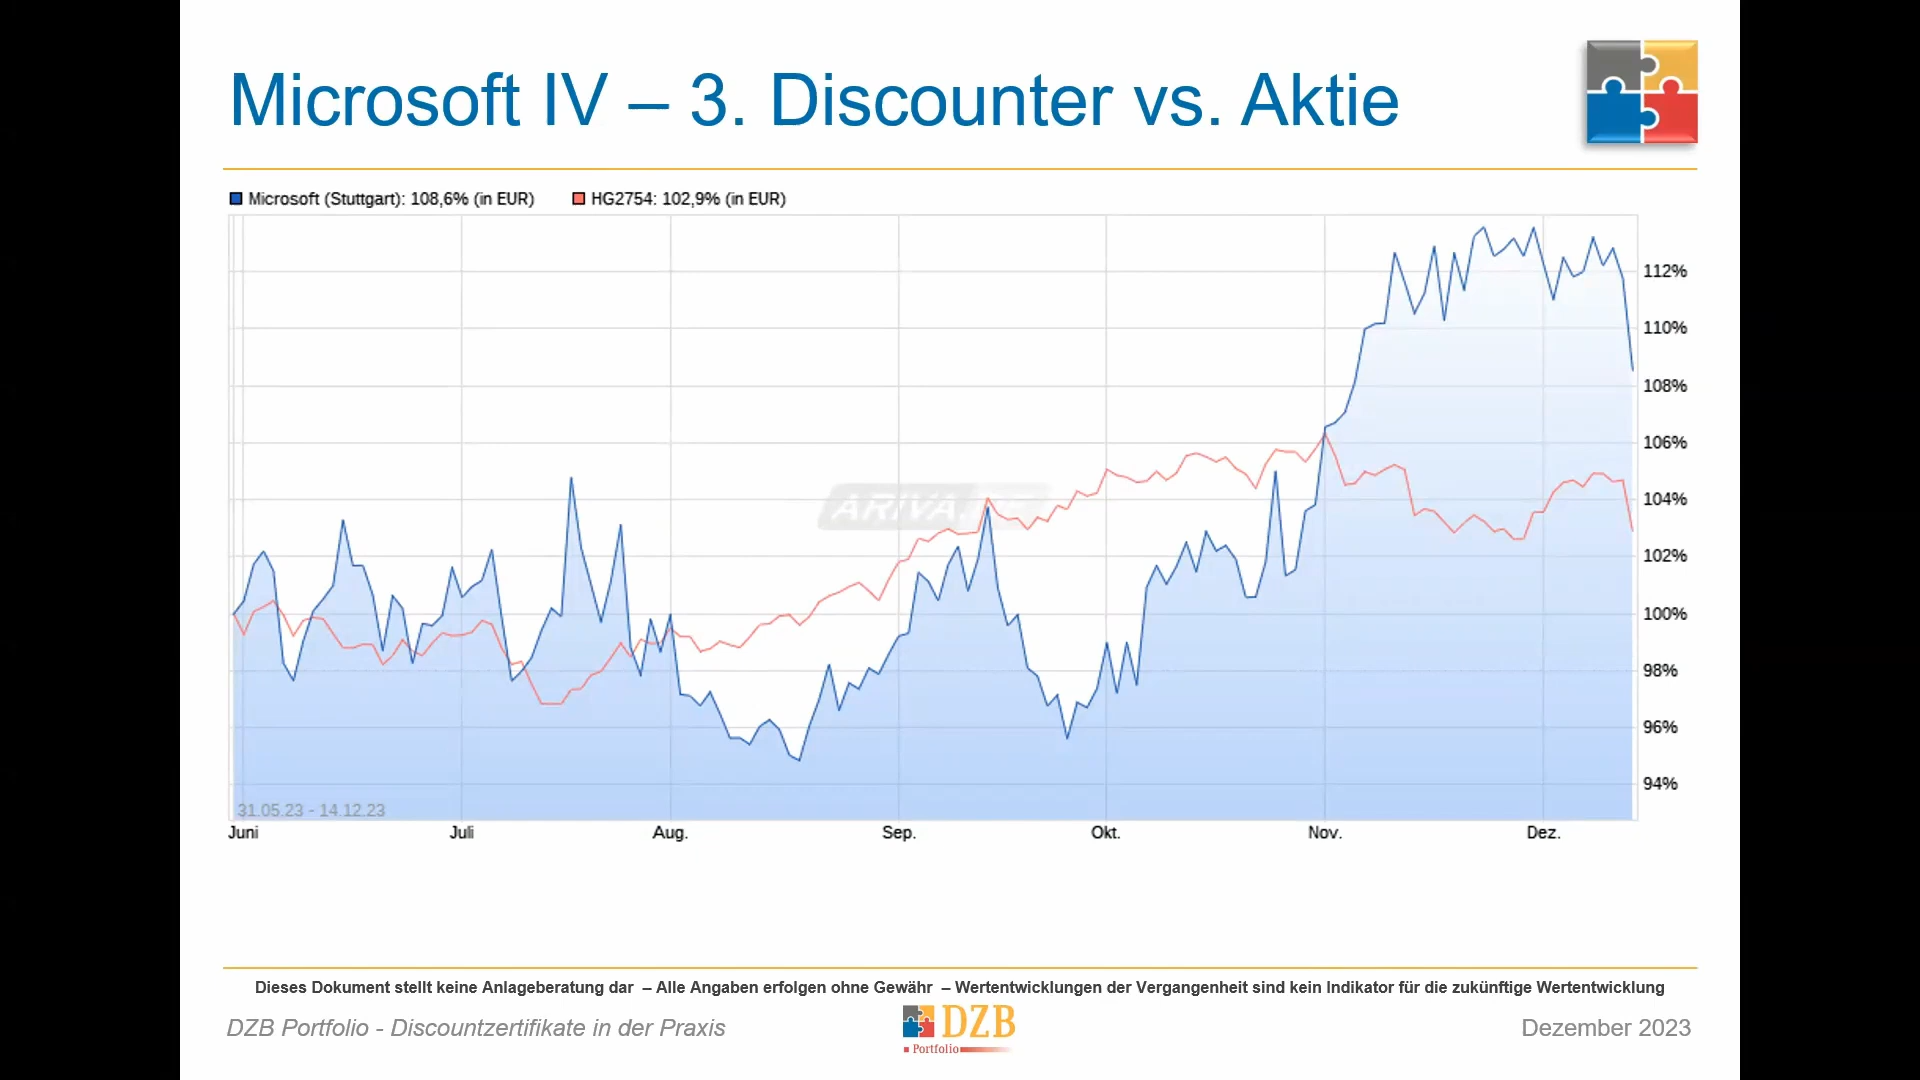 Microsoft IV – 3. Discounter vs. Aktie
Microsoft (Stuttgart): 108,6% (in EUR) HG2754: 102,9% (in EUR)
112%
110%
108%
106%
104%
ARIVA.DE
102%
100%
98%
96%
94%
31.05.23 - 14.12.23
Juni Juli Aug. Sep. Okt. Nov. Dez.
Dieses Dokument stellt keine Anlageberatung dar – Alle Angaben erfolgen ohne Gewähr – Wertentwicklungen der Vergangenheit sind kein Indikator für die zukünftige Wertentwicklung
DZB Portfolio - Discountzertifikate in der Praxis
DZB
Portfolio
Dezember 2023